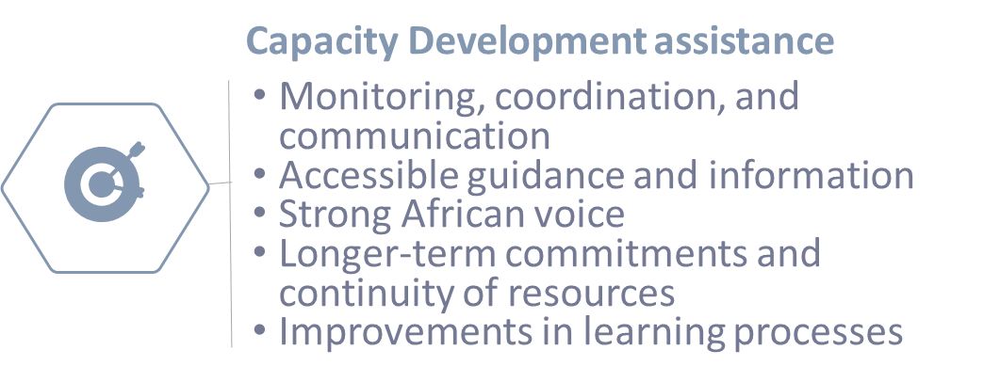 Capacity Development assistance
• Monitoring, coordination, and
communication
• Accessible guidance and information
• Strong African voice
• Longer-term commitments and
continuity of resources
• Improvements in learning processes